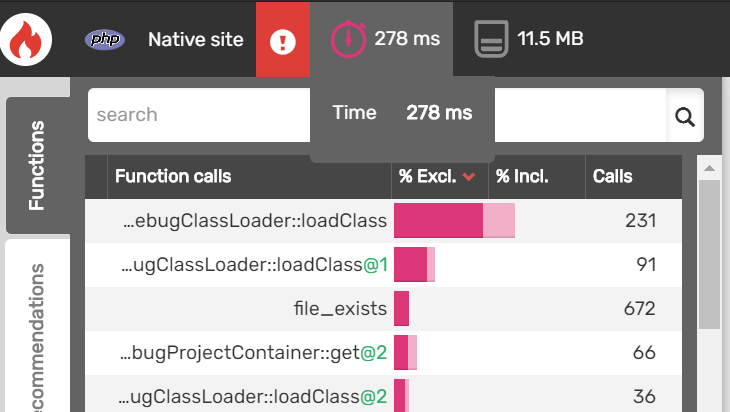 php Native site 278 ms 11.5 MB
search
Time 278 ms
Functions
Function calls % Excl. % Incl. Calls
…ebugClassLoader::loadClass 231
…ugClassLoader::loadClass@1 91
file_exists 672
…bugProjectContainer::get@2 66
…ugClassLoader::loadClass@2 36
commendations